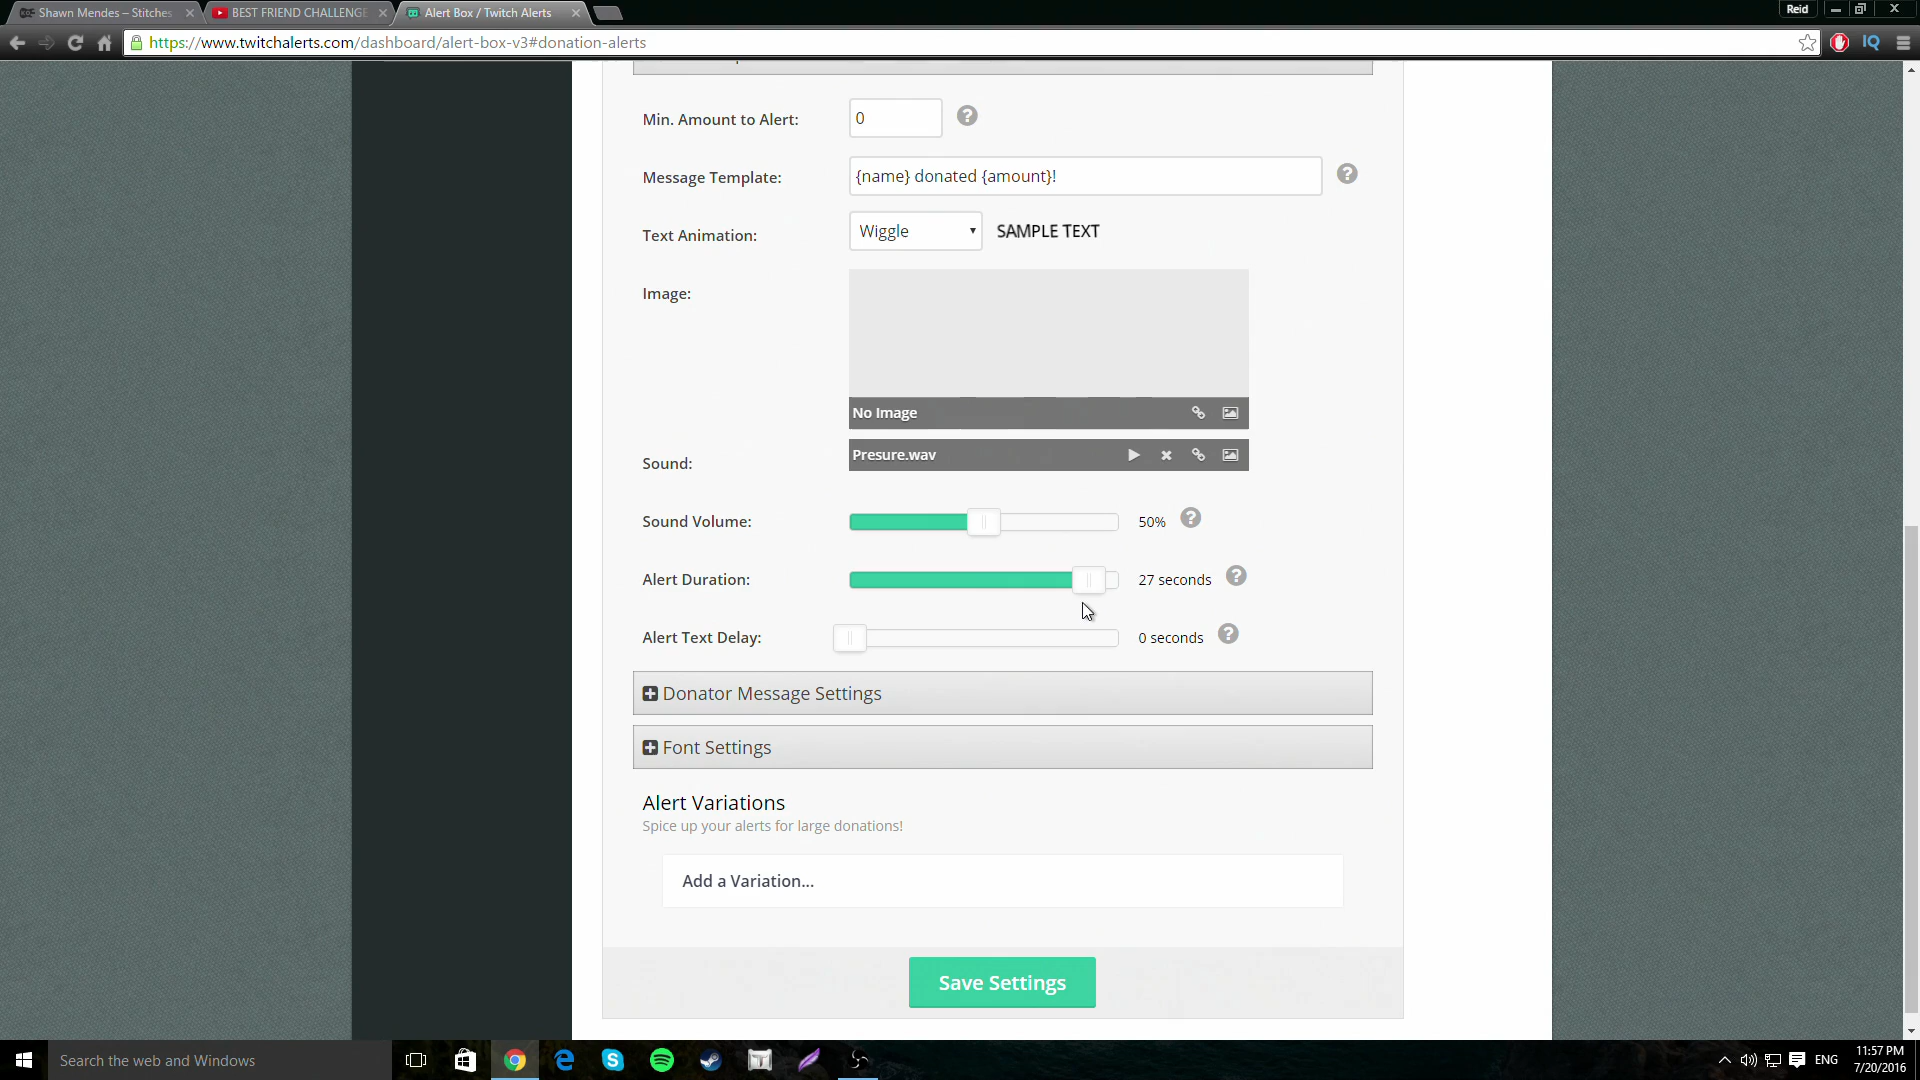 Shawn Mendes – Stitches
BEST FRIEND CHALLENGE
Alert Box / Twitch Alerts
Reid
https://www.twitchalerts.com/dashboard/alert-box-v3#donation-alerts
IQ
Min. Amount to Alert:
0
?
Message Template:
{name} donated {amount}!
?
Text Animation:
Wiggle
SAMPLE TEXT
Image:
No Image
Sound:
Presure.wav
Sound Volume:
50%
?
Alert Duration:
27 seconds
?
Alert Text Delay:
0 seconds
?
Donator Message Settings
Font Settings
Alert Variations
Spice up your alerts for large donations!
Add a Variation...
Save Settings
Search the web and Windows
ENG
11:57 PM
7/20/2016